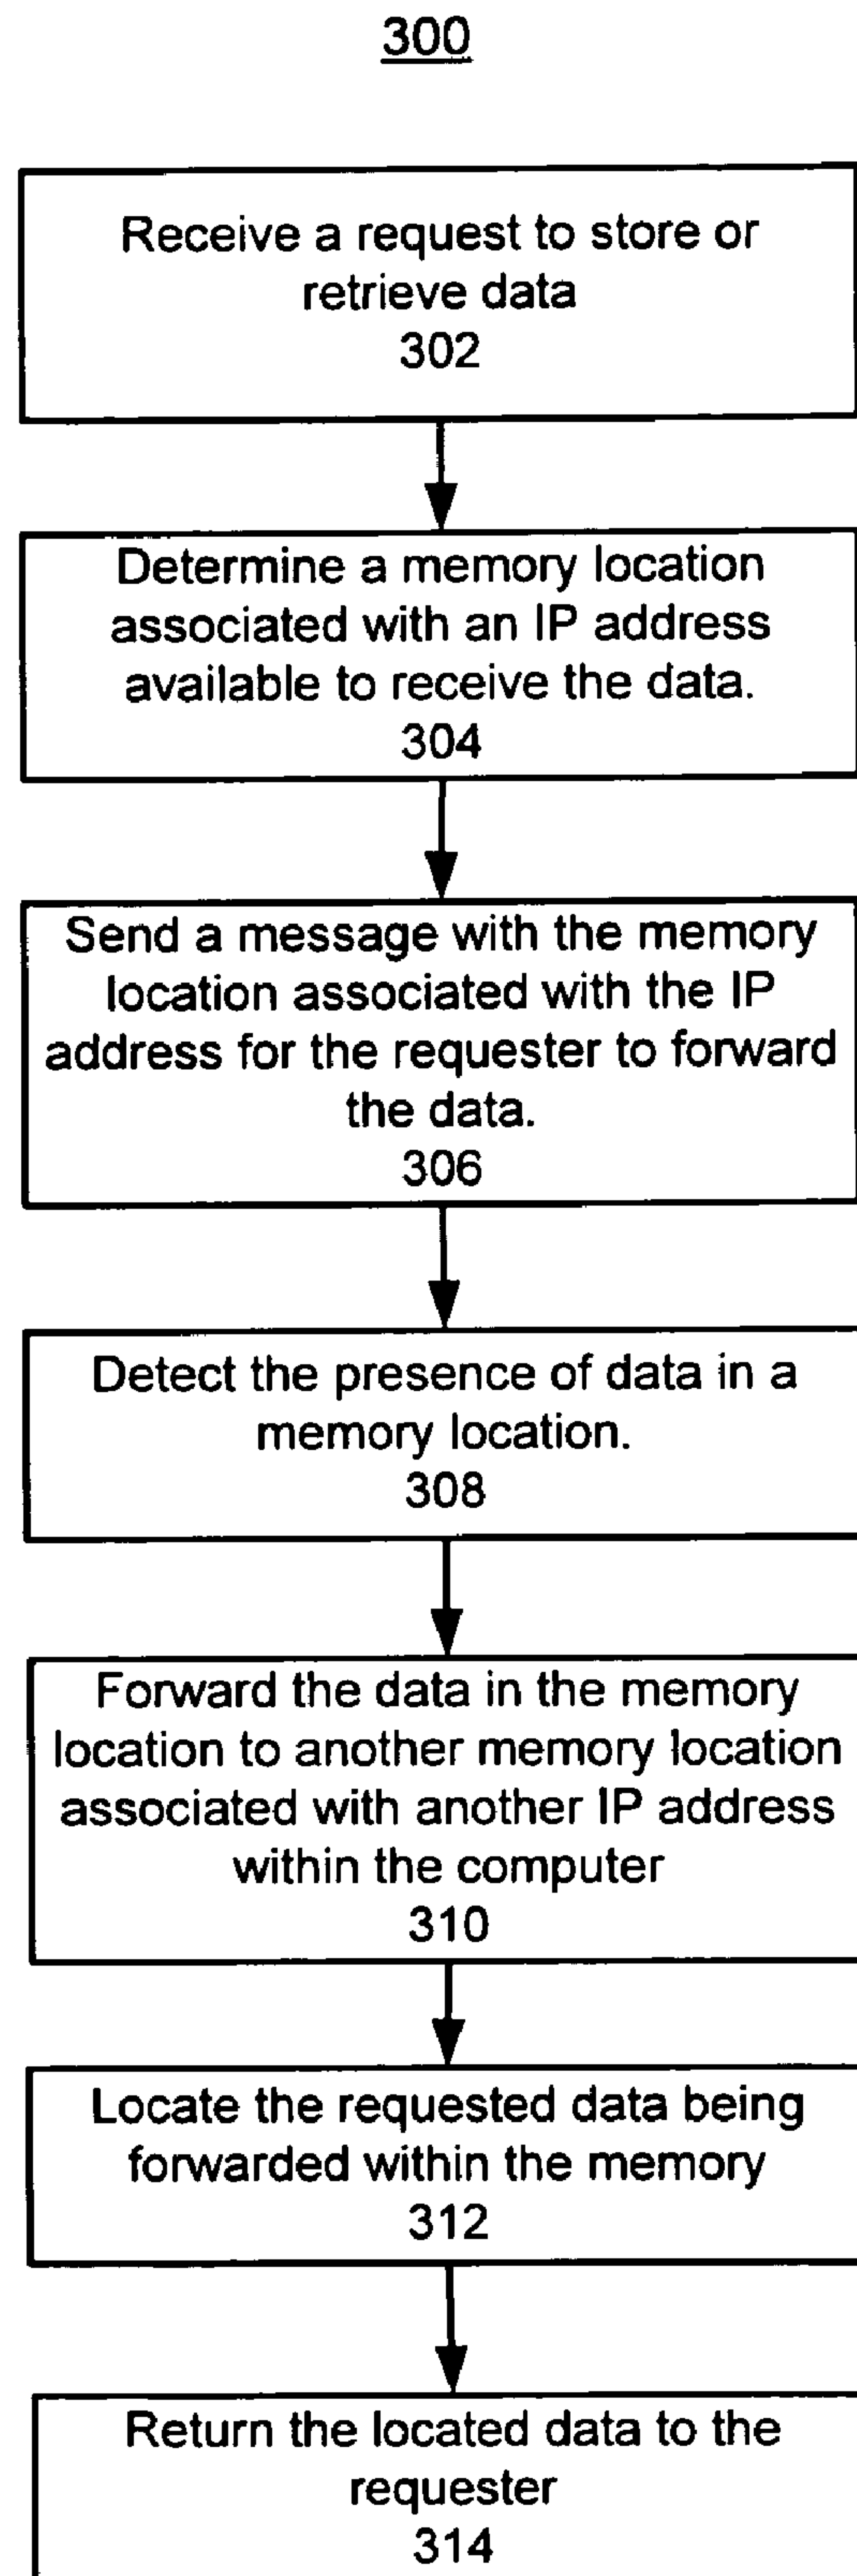 300
Receive a request to store or
retrieve data
302
Determine a memory location
associated with an IP address
available to receive the data.
304
Send a message with the memory
location associated with the IP
address for the requester to forward
the data.
306
Detect the presence of data in a
memory location.
308
Forward the data in the memory
location to another memory location
associated with another IP address
within the computer
310
Locate the requested data being
forwarded within the memory
312
Return the located data to the
requester
314